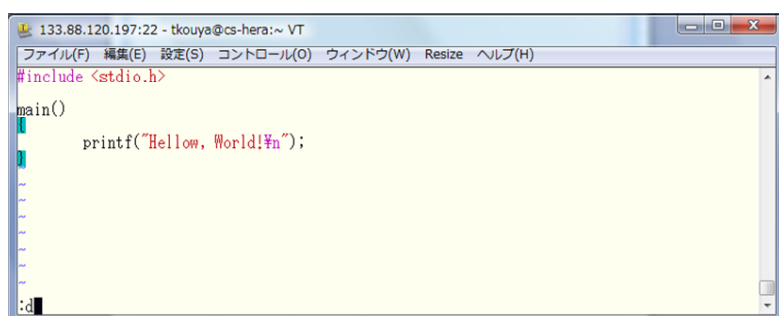 133.88.120.197:22 - tkouya@cs-hera:~ VT
ファイル(F) 編集(E) 設定(S) コントロール(O) ウィンドウ(W) Resize ヘルプ(H)
#include <stdio.h>
main()
{
printf("Hellow, World!¥n");
}
~
~
~
~
~
~
:d